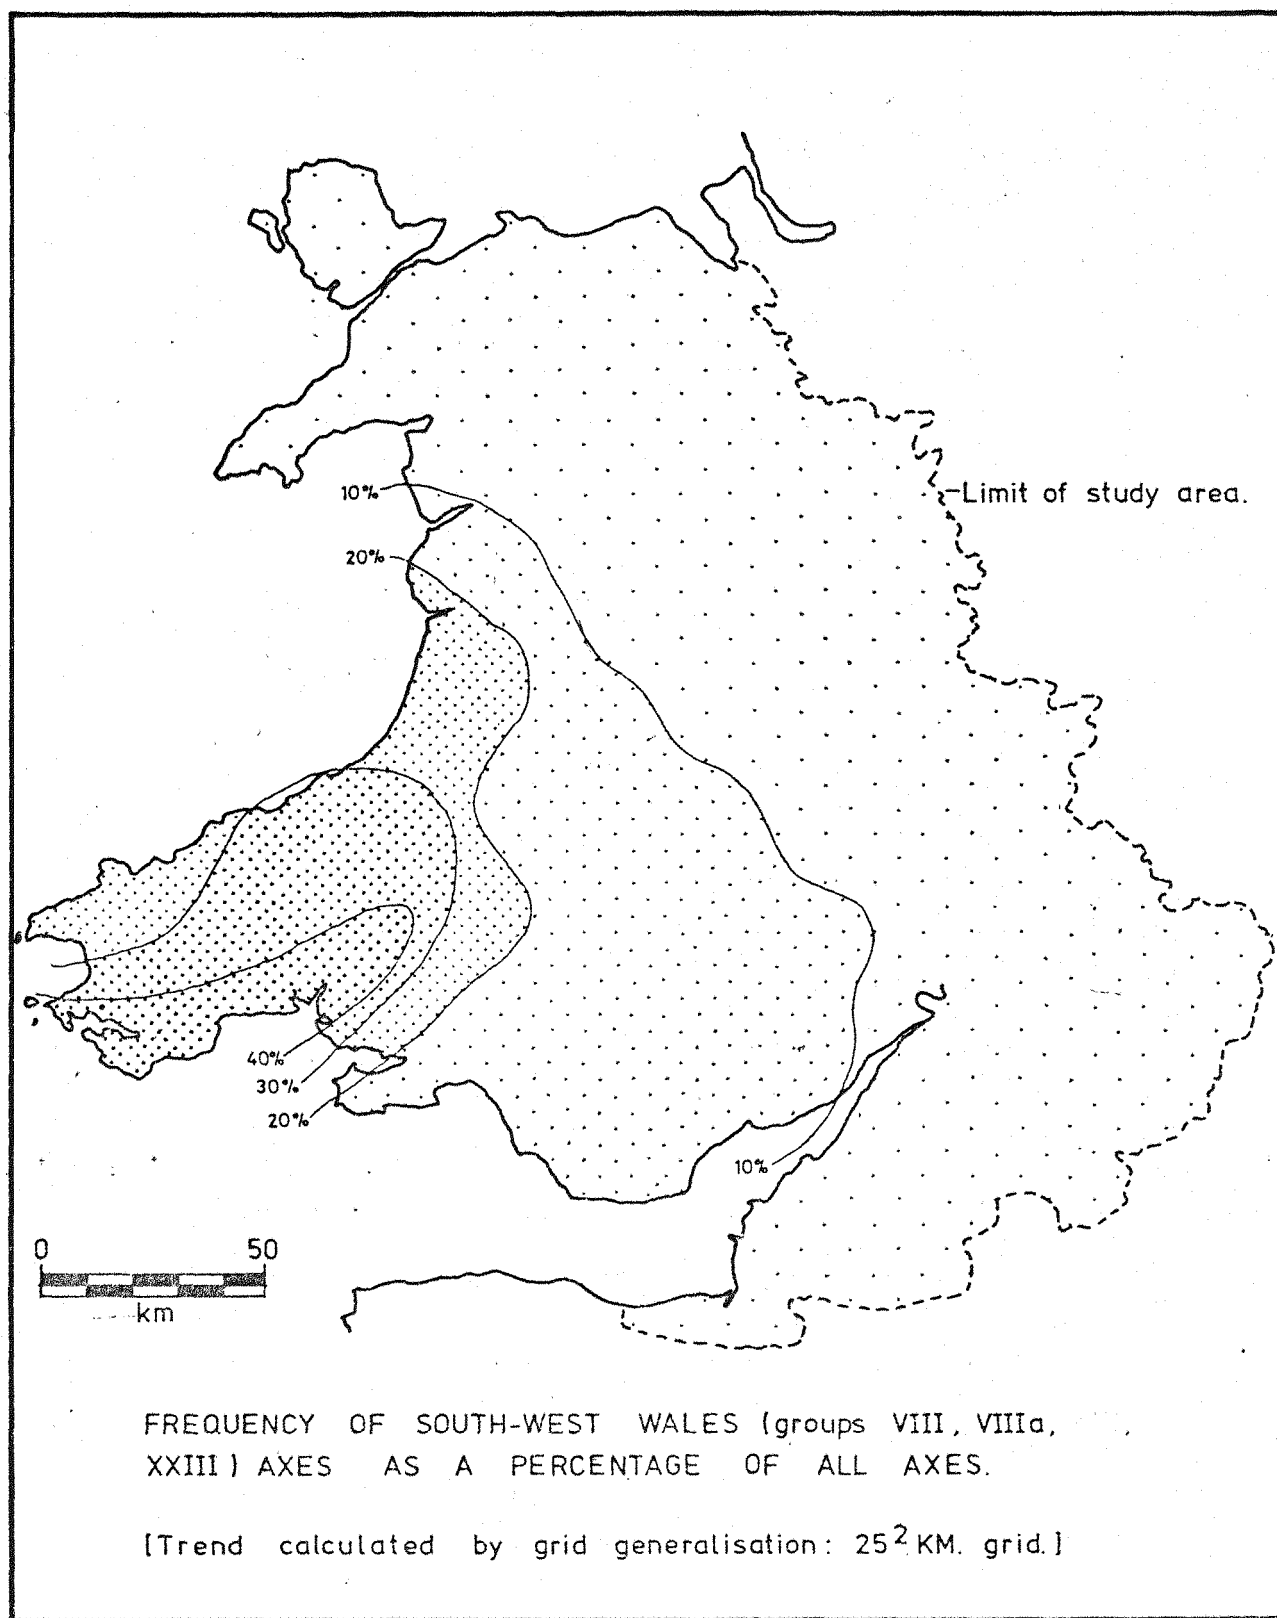 10%
Limit of study area.
20%
40%
30%
20%
10%
0 50
km
FREQUENCY OF SOUTH-WEST WALES (groups VIII, VIIIa,
XXIII) AXES AS A PERCENTAGE OF ALL AXES.
[Trend calculated by grid generalisation: 25² KM. grid.]